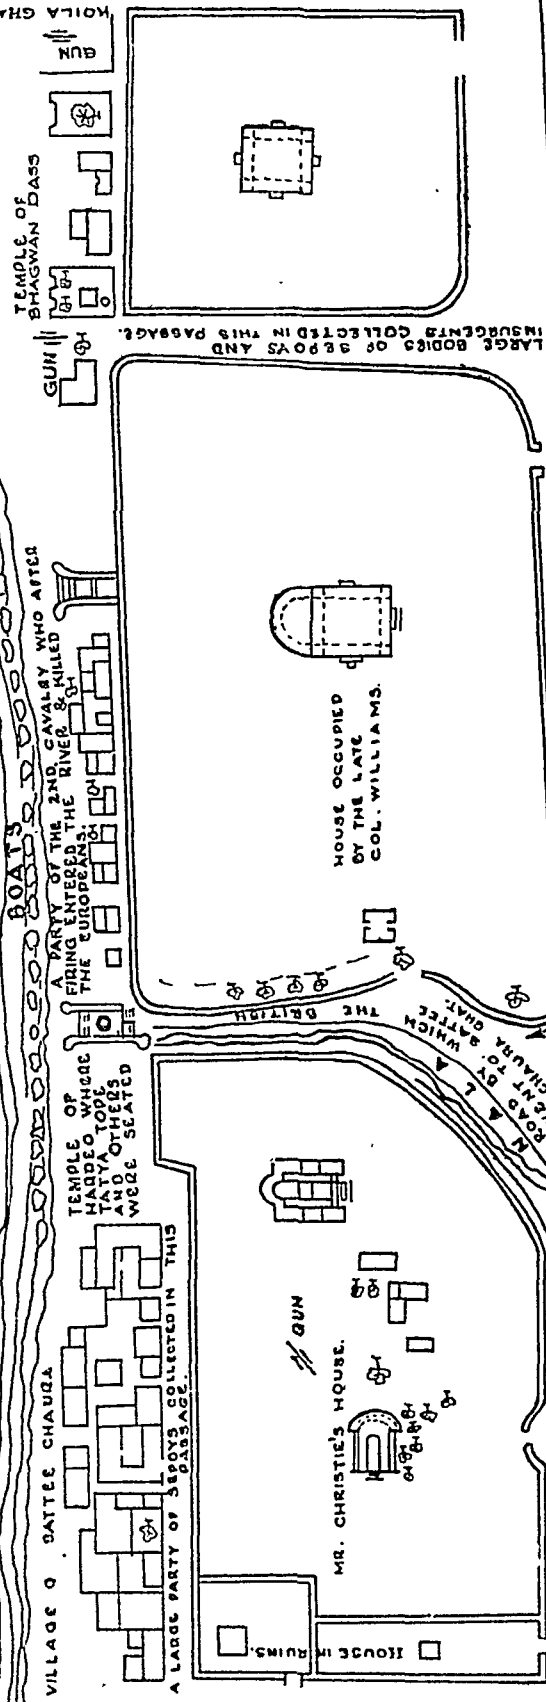 KOILA GHA
GUN
TEMPLE OF
BHAGWAN DASS
LARGE BODIES OF SEPOYS AND
INSURGENTS COLLECTED IN THIS PASSAGE.
GUN
BOATS
A PARTY OF THE 2ND. CAVALRY WHO AFTER
FIRING ENTERED THE RIVER & KILLED
THE EUROPEANS.
HOUSE OCCUPIED
BY THE LATE
COL. WILLIAMS.
ROAD BY WHICH THE BRITISH
WENT TO SATTEE
CHAURA GHAT.
NALA
TEMPLE OF
HARDEO WHERE
TATYA TOPE
AND OTHERS
WERE SEATED
VILLAGE O SATTEE CHAURA
A LARGE PARTY OF SEPOYS COLLECTED IN THIS
PASSAGE.
GUN
MR. CHRISTIE'S HOUSE.
HOUSE IN RUINS.